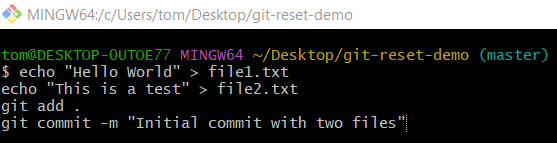 MINGW64:/c/Users/tom/Desktop/git-reset-demo
tom@DESKTOP-OUTOE77 MINGW64 ~/Desktop/git-reset-demo (master)
$ echo "Hello World" > file1.txt
echo "This is a test" > file2.txt
git add .
git commit -m "Initial commit with two files"